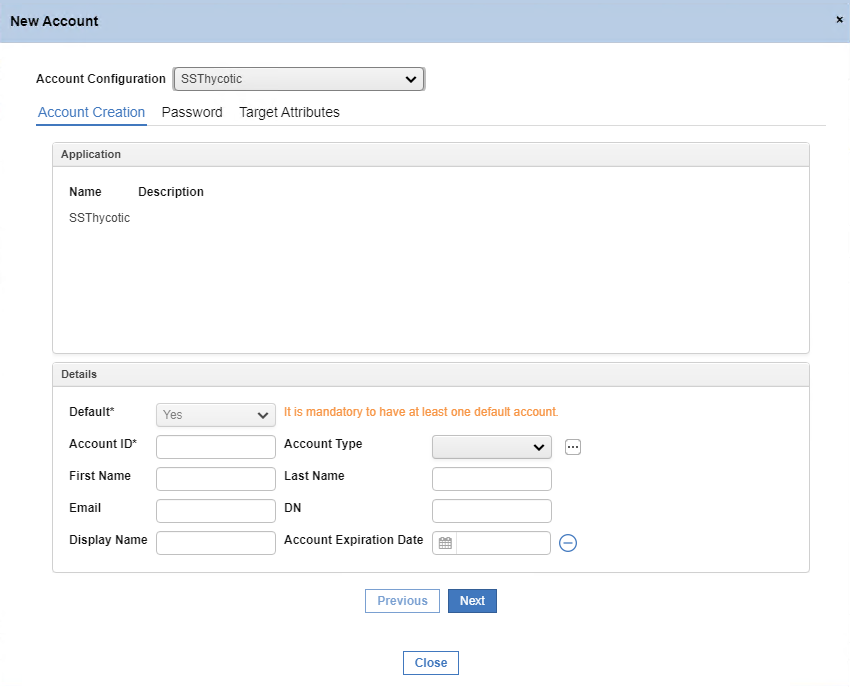 New Account ×
Account Configuration SSThycotic
Account Creation Password Target Attributes
Application
Name Description
SSThycotic
Details
Default* Yes It is mandatory to have at least one default account.
Account ID* Account Type
First Name Last Name
Email DN
Display Name Account Expiration Date
Previous Next
Close